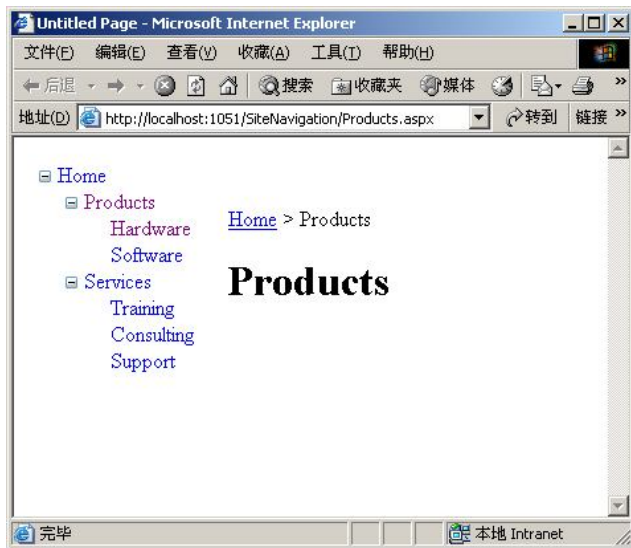 Untitled Page - Microsoft Internet Explorer
文件(F) 编辑(E) 查看(V) 收藏(A) 工具(T) 帮助(H)
后退 搜索 收藏夹 媒体 »
地址(D) http://localhost:1051/SiteNavigation/Products.aspx 转到 链接 »
Home
Products
Hardware
Software
Services
Training
Consulting
Support
Home > Products
Products
完毕 本地 Intranet